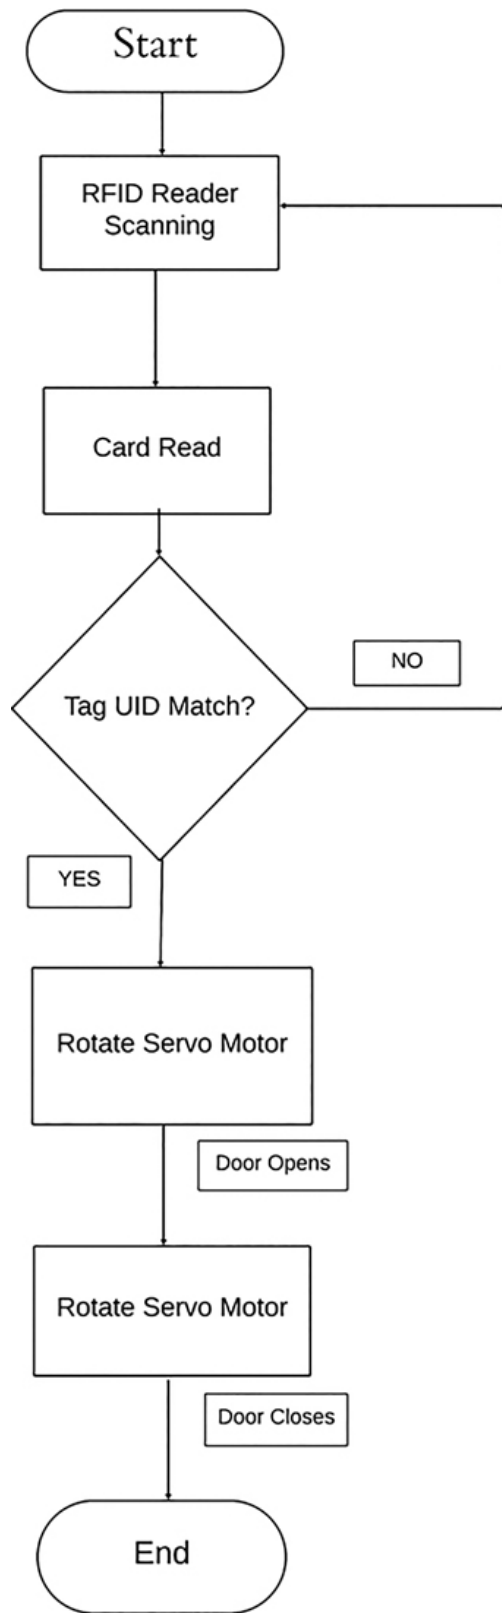 Start
RFID Reader
Scanning
Card Read
NO
Tag UID Match?
YES
Rotate Servo Motor
Door Opens
Rotate Servo Motor
Door Closes
End